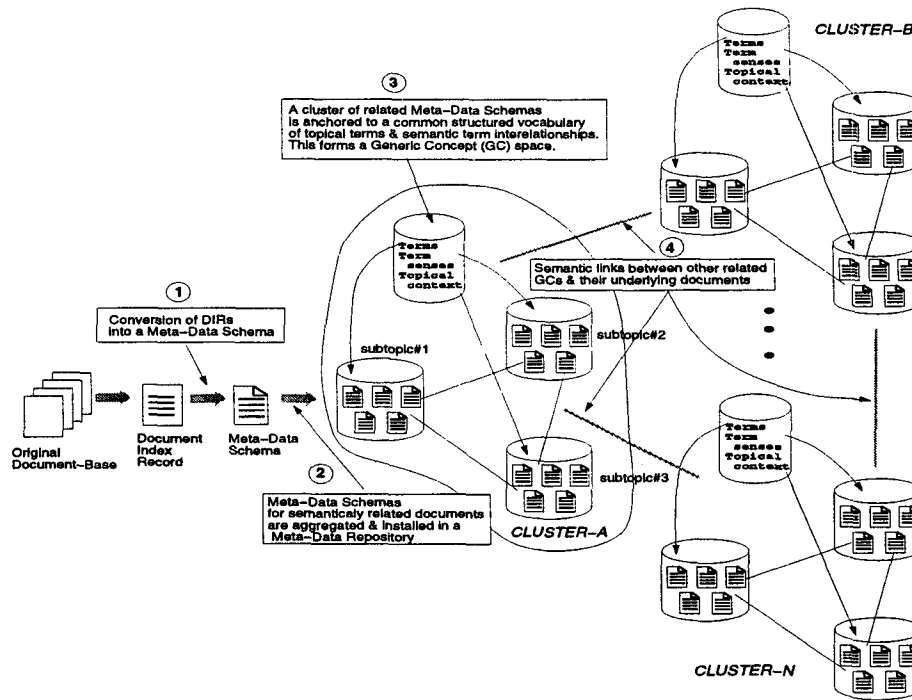 CLUSTER-B
Terms
Term
senses
Topical
context
3
A cluster of related Meta-Data Schemas
is anchored to a common structured vocabulary
of topical terms & semantic term interelationships.
This forms a Generic Concept (GC) space.
Terms
Term
senses
Topical
context
4
Semantic links between other related
GCs & their underlying documents
1
Conversion of DIRs
into a Meta-Data Schema
subtopic#1
subtopic#2
Original
Document-Base
Document
Index
Record
Meta-Data
Schema
2
Meta-Data Schemas
for semanticaly related documents
are aggregated & installed in a
Meta-Data Repository
subtopic#3
CLUSTER-A
Terms
Term
senses
Topical
context
CLUSTER-N